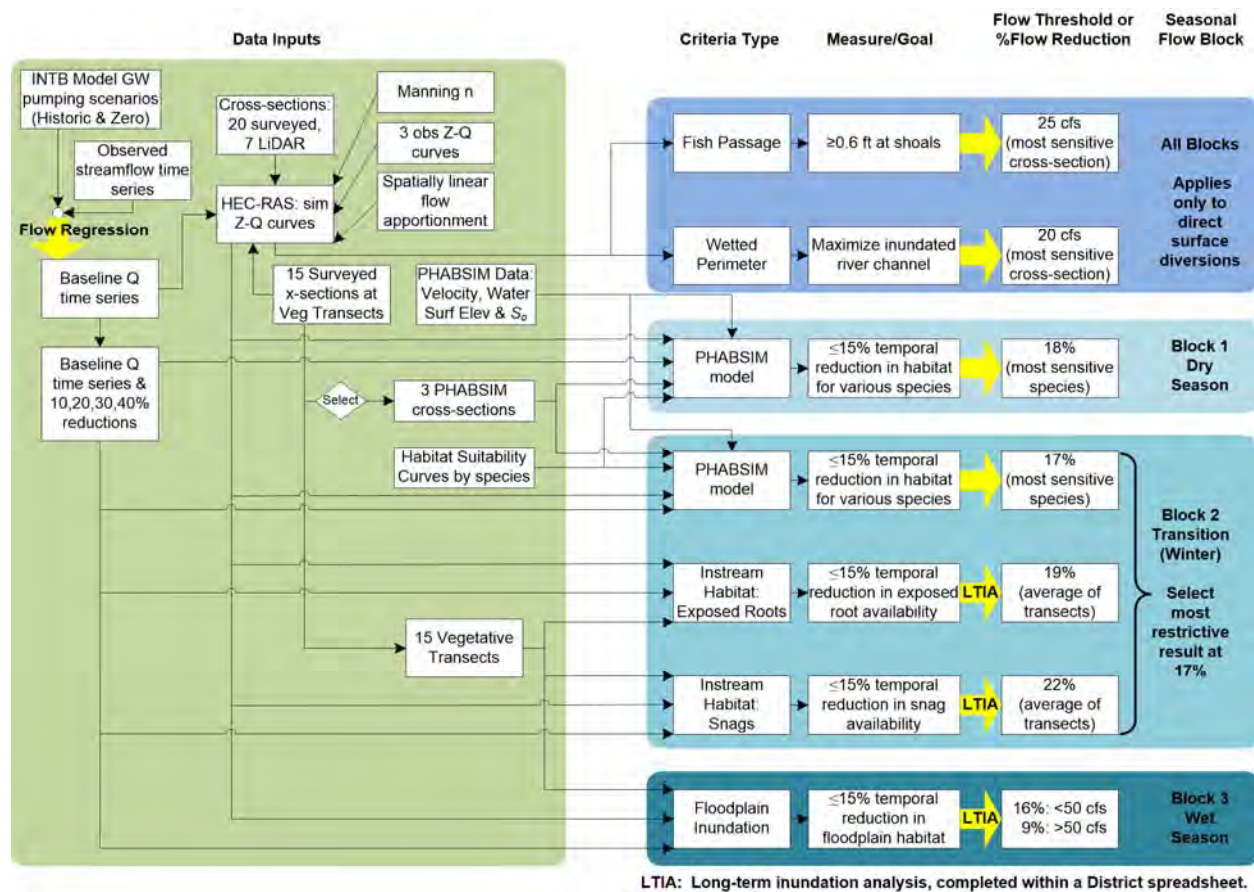 Data Inputs
Criteria Type
Measure/Goal
Flow Threshold or
%Flow Reduction
Seasonal
Flow Block
INTB Model GW
pumping scenarios
(Historic & Zero)
Observed
streamflow time
series
Flow Regression
Baseline Q
time series
Baseline Q
time series &
10,20,30,40%
reductions
Cross-sections:
20 surveyed,
7 LiDAR
Manning n
3 obs Z-Q
curves
Spatially linear
flow
apportionment
HEC-RAS: sim
Z-Q curves
15 Surveyed
x-sections at
Veg Transects
PHABSIM Data:
Velocity, Water
Surf Elev & So
Select
3 PHABSIM
cross-sections
Habitat Suitability
Curves by species
15 Vegetative
Transects
Fish Passage
≥0.6 ft at shoals
25 cfs
(most sensitive
cross-section)
Wetted
Perimeter
Maximize inundated
river channel
20 cfs
(most sensitive
cross-section)
All Blocks
Applies
only to
direct
surface
diversions
PHABSIM
model
≤15% temporal
reduction in habitat
for various species
18%
(most sensitive
species)
Block 1
Dry
Season
PHABSIM
model
≤15% temporal
reduction in habitat
for various species
17%
(most sensitive
species)
Instream
Habitat:
Exposed Roots
≤15% temporal
reduction in exposed
root availability
LTIA
19%
(average of
transects)
Instream
Habitat:
Snags
≤15% temporal
reduction in snag
availability
LTIA
22%
(average of
transects)
Block 2
Transition
(Winter)
Select
most
restrictive
result at
17%
Floodplain
Inundation
≤15% temporal
reduction in
floodplain habitat
LTIA
16%: <50 cfs
9%: >50 cfs
Block 3
Wet
Season
LTIA: Long-term inundation analysis, completed within a District spreadsheet.